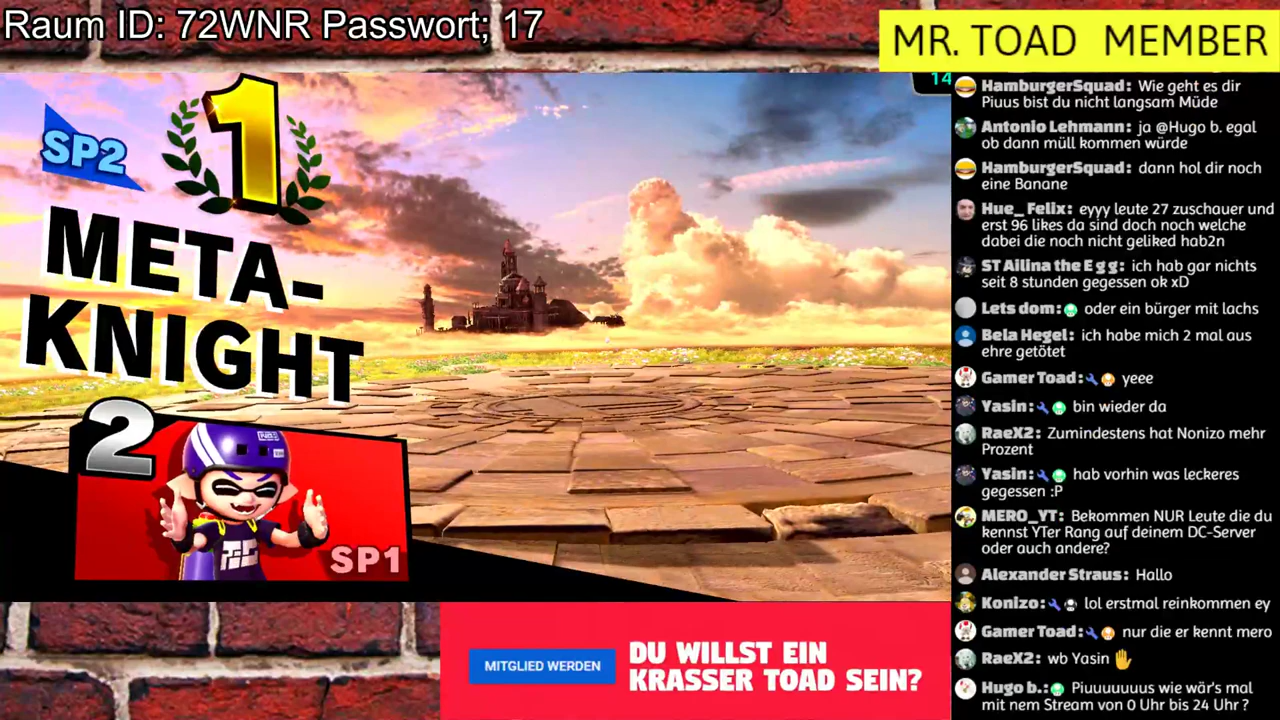 Raum ID: 72WNR Passwort; 17
MR. TOAD MEMBER
14
SP2
1
META-
KNIGHT
2
SP1
MITGLIED WERDEN
DU WILLST EIN
KRASSER TOAD SEIN?
HamburgerSquad: Wie geht es dir
Piuus bist du nicht langsam Müde
Antonio Lehmann: ja @Hugo b. egal
ob dann müll kommen würde
HamburgerSquad: dann hol dir noch
eine Banane
Hue_Felix: eyyy leute 27 zuschauer und
erst 96 likes da sind doch noch welche
dabei die noch nicht geliked hab2n
ST Ailina the E g g: ich hab gar nichts
seit 8 stunden gegessen ok xD
Lets dom: oder ein bürger mit lachs
Bela Hegel: ich habe mich 2 mal aus
ehre getötet
Gamer Toad: yeee
Yasin: bin wieder da
RaeX2: Zumindestens hat Nonizo mehr
Prozent
Yasin: hab vorhin was leckeres
gegessen :P
MERO_YT: Bekommen NUR Leute die du
kennst YTer Rang auf deinem DC-Server
oder auch andere?
Alexander Straus: Hallo
Konizo: lol erstmal reinkommen ey
Gamer Toad: nur die er kennt mero
RaeX2: wb Yasin ✋
Hugo b.: Piuuuuuus wie wär's mal
mit nem Stream von 0 Uhr bis 24 Uhr ?